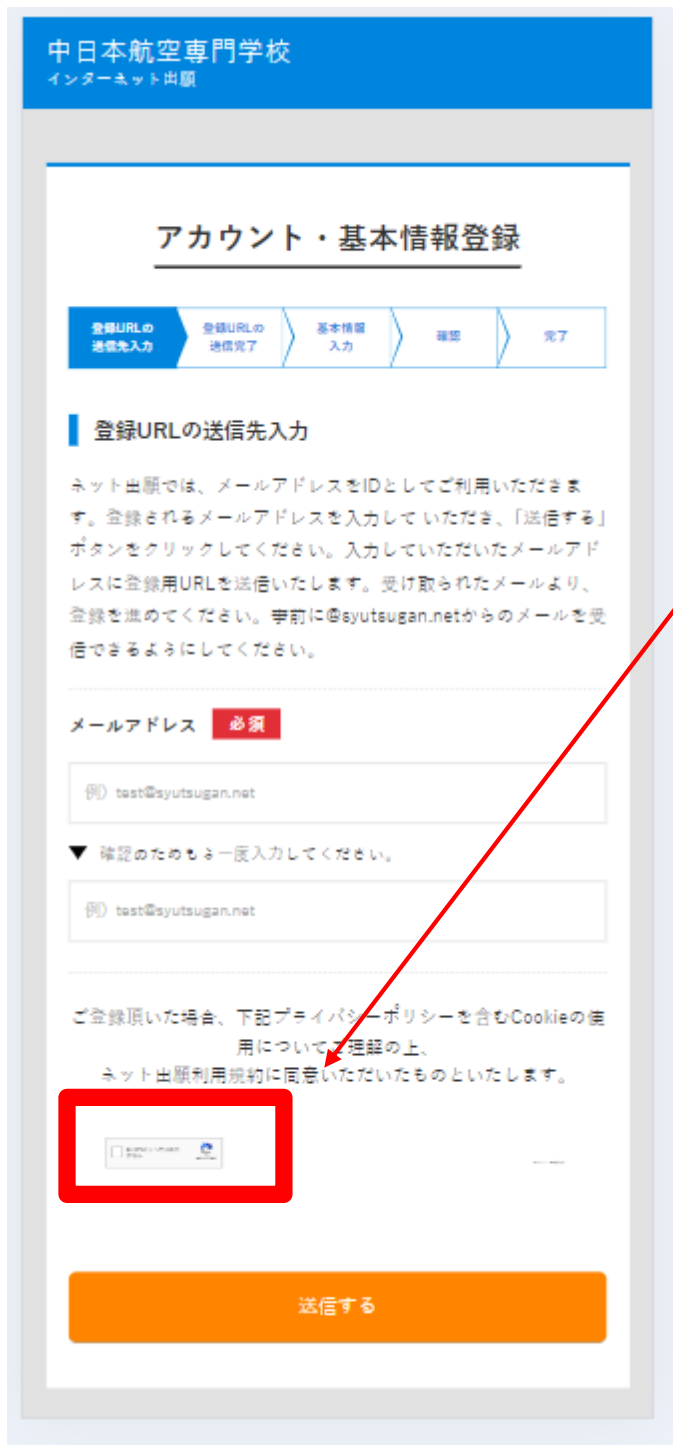 中日本航空専門学校
インターネット出願
アカウント・基本情報登録
登録URLの
送信先入力
登録URLの
送信完了
基本情報
入力
確認
完了
登録URLの送信先入力
ネット出願では、メールアドレスをIDとしてご利用いただきま
す。登録されるメールアドレスを入力していただき、「送信する」
ボタンをクリックしてください。入力していただいたメールアド
レスに登録用URLを送信いたします。受け取られたメールより、
登録を進めてください。事前に@syutsugan.netからのメールを受
信できるようにしてください。
メールアドレス 必須
例) test@syutsugan.net
▼ 確認のためもう一度入力してください。
例) test@syutsugan.net
ご登録頂いた場合、下記プライバシーポリシーを含むCookieの使
用についてご理解の上、
ネット出願利用規約に同意いただいたものといたします。
送信する